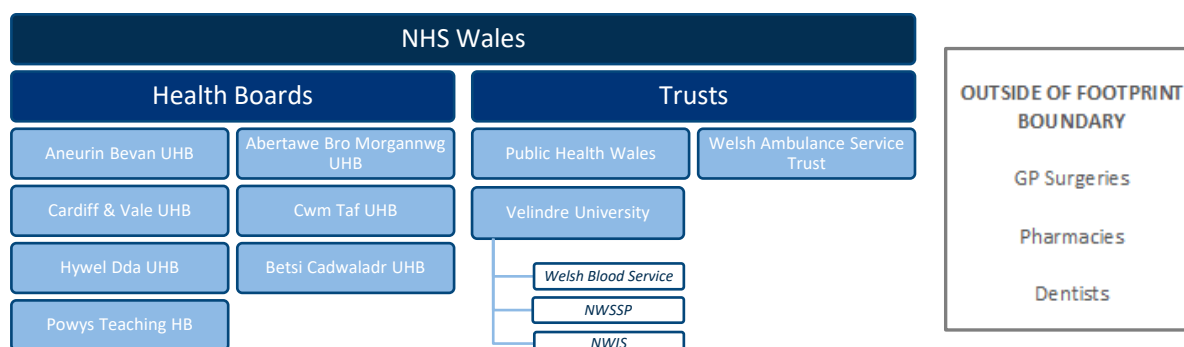 NHS Wales
Health Boards
Trusts
Aneurin Bevan UHB
Abertawe Bro Morgannwg
UHB
Public Health Wales
Welsh Ambulance Service
Trust
Cardiff & Vale UHB
Cwm Taf UHB
Velindre University
Hywel Dda UHB
Betsi Cadwaladr UHB
Welsh Blood Service
NWSSP
Powys Teaching HB
NWIS
OUTSIDE OF FOOTPRINT
BOUNDARY
GP Surgeries
Pharmacies
Dentists